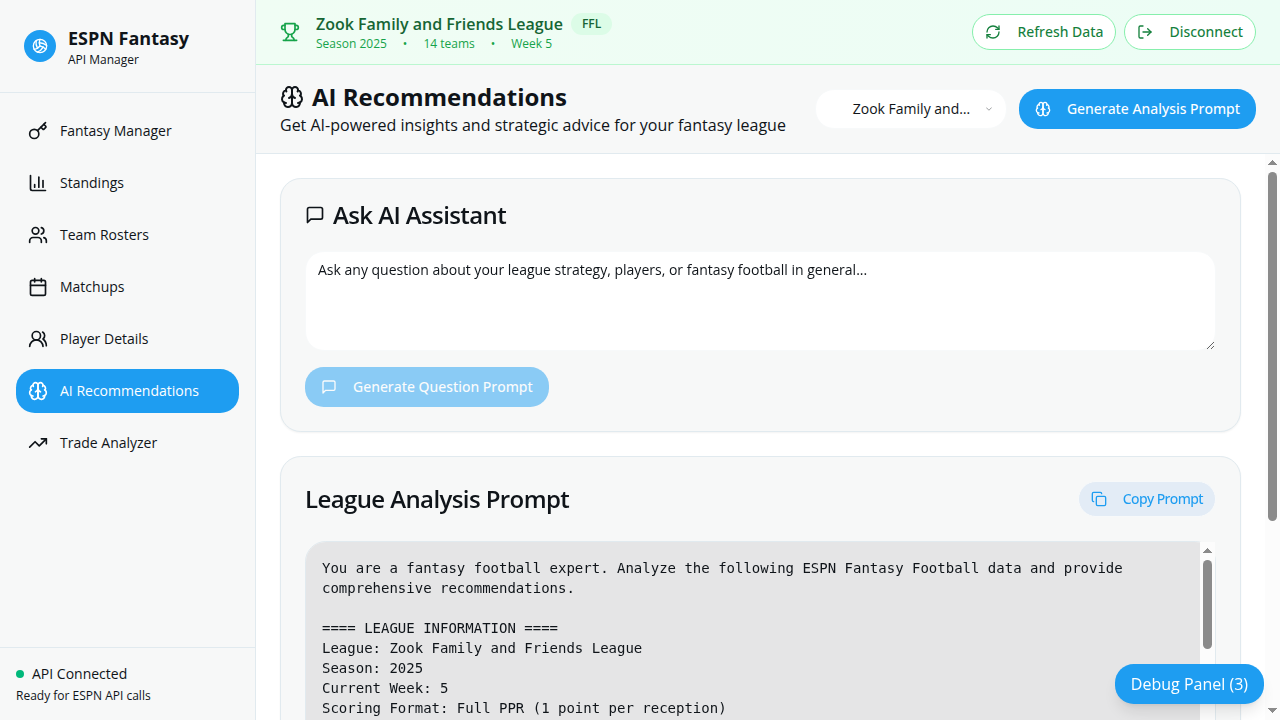 ESPN Fantasy
API Manager
Fantasy Manager
Standings
Team Rosters
Matchups
Player Details
AI Recommendations
Trade Analyzer
API Connected
Ready for ESPN API calls
Zook Family and Friends League FFL
Season 2025 • 14 teams • Week 5
Refresh Data
Disconnect
AI Recommendations
Get AI-powered insights and strategic advice for your fantasy league
Zook Family and...
Generate Analysis Prompt
Ask AI Assistant
Ask any question about your league strategy, players, or fantasy football in general...
Generate Question Prompt
League Analysis Prompt
Copy Prompt
You are a fantasy football expert. Analyze the following ESPN Fantasy Football data and provide
comprehensive recommendations.
==== LEAGUE INFORMATION ====
League: Zook Family and Friends League
Season: 2025
Current Week: 5
Scoring Format: Full PPR (1 point per reception)
Debug Panel (3)